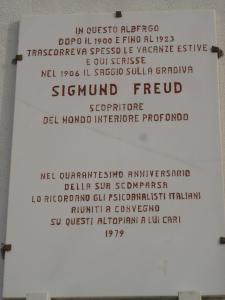 IN QUESTO ALBERGO
DOPO IL 1900 E FINO AL 1923
TRASCORREVA SPESSO LE VACANZE ESTIVE
E QUI SCRISSE
NEL 1906 IL SAGGIO SULLA GRADIVA
SIGMUND FREUD
SCOPRITORE
DEL MONDO INTERIORE PROFONDO
NEL QUARANTESIMO ANNIVERSARIO
DELLA SUA SCOMPARSA
LO RICORDANO GLI PSICOANALISTI ITALIANI
RIUNITI A CONVEGNO
SU QUESTI ALTOPIANI A LUI CARI
1979